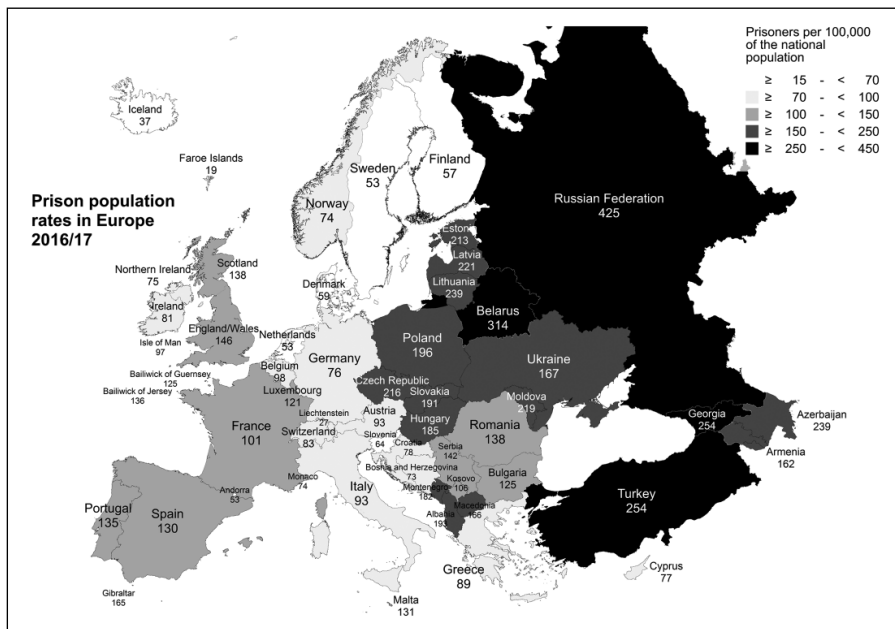 Prisoners per 100,000
of the national
population
≥ 15 - < 70
≥ 70 - < 100
≥ 100 - < 150
≥ 150 - < 250
≥ 250 - < 450
Prison population
rates in Europe
2016/17
Iceland
37
Faroe Islands
19
Sweden
53
Finland
57
Norway
74
Russian Federation
425
Estonia
213
Latvia
221
Lithuania
239
Scotland
138
Northern Ireland
75
Ireland
81
Denmark
59
Belarus
314
England/Wales
146
Isle of Man
97
Netherlands
53
Germany
76
Poland
196
Ukraine
167
Belgium
98
Bailiwick of Guernsey
125
Bailiwick of Jersey
136
Luxembourg
121
Czech Republic
216
Slovakia
191
Moldova
219
Liechtenstein
27
Austria
93
Hungary
185
France
101
Switzerland
83
Slovenia
64
Croatia
78
Romania
138
Serbia
142
Georgia
254
Azerbaijan
239
Armenia
162
Bosnia and Herzegovina
73
Monaco
74
Andorra
53
Italy
93
Montenegro
182
Kosovo
106
Bulgaria
125
Macedonia
166
Albania
193
Turkey
254
Portugal
135
Spain
130
Greece
89
Cyprus
77
Gibraltar
165
Malta
131